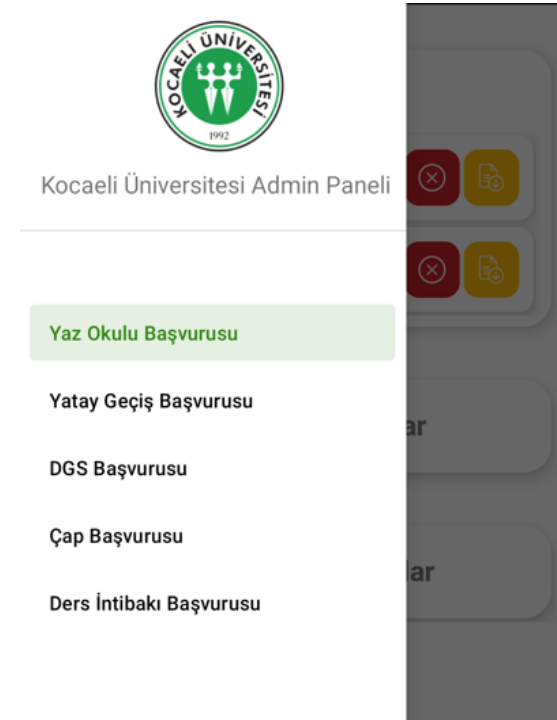 KOCAELİ ÜNİVERSİTESİ
1992
Kocaeli Üniversitesi Admin Paneli
Yaz Okulu Başvurusu
Yatay Geçiş Başvurusu
ar
DGS Başvurusu
Çap Başvurusu
lar
Ders İntibakı Başvurusu